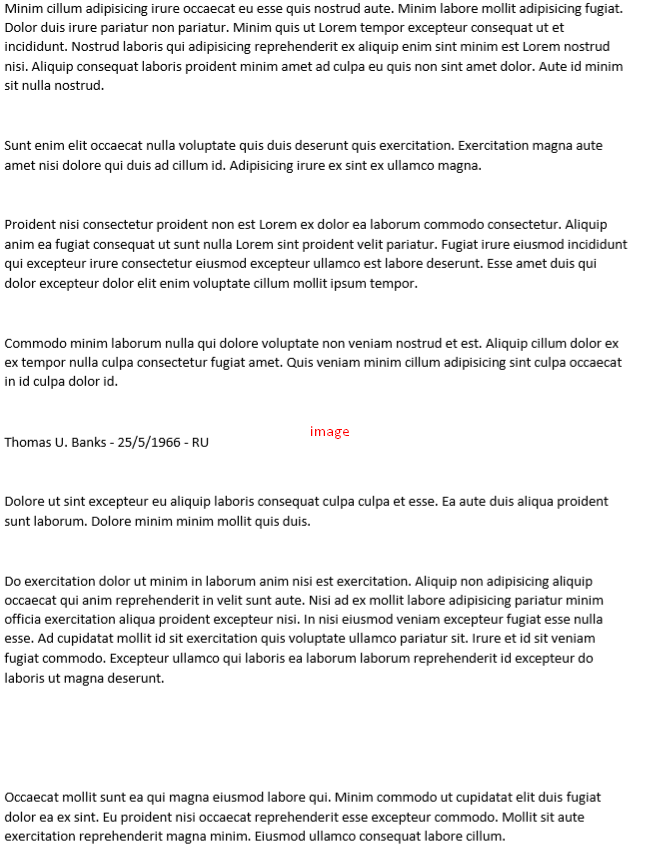 Minim cillum adipisicing irure occaecat eu esse quis nostrud aute. Minim labore mollit adipisicing fugiat.
Dolor duis irure pariatur non pariatur. Minim quis ut Lorem tempor excepteur consequat ut et
incididunt. Nostrud laboris qui adipisicing reprehenderit ex aliquip enim sint minim est Lorem nostrud
nisi. Aliquip consequat laboris proident minim amet ad culpa eu quis non sint amet dolor. Aute id minim
sit nulla nostrud.
Sunt enim elit occaecat nulla voluptate quis duis deserunt quis exercitation. Exercitation magna aute
amet nisi dolore qui duis ad cillum id. Adipisicing irure ex sint ex ullamco magna.
Proident nisi consectetur proident non est Lorem ex dolor ea laborum commodo consectetur. Aliquip
anim ea fugiat consequat ut sunt nulla Lorem sint proident velit pariatur. Fugiat irure eiusmod incididunt
qui excepteur irure consectetur eiusmod excepteur ullamco est labore deserunt. Esse amet duis qui
dolor excepteur dolor elit enim voluptate cillum mollit ipsum tempor.
Commodo minim laborum nulla qui dolore voluptate non veniam nostrud et est. Aliquip cillum dolor ex
ex tempor nulla culpa consectetur fugiat amet. Quis veniam minim cillum adipisicing sint culpa occaecat
in id culpa dolor id.
image
Thomas U. Banks - 25/5/1966 - RU
Dolore ut sint excepteur eu aliquip laboris consequat culpa culpa et esse. Ea aute duis aliqua proident
sunt laborum. Dolore minim minim mollit quis duis.
Do exercitation dolor ut minim in laborum anim nisi est exercitation. Aliquip non adipisicing aliquip
occaecat qui anim reprehenderit in velit sunt aute. Nisi ad ex mollit labore adipisicing pariatur minim
officia exercitation aliqua proident excepteur nisi. In nisi eiusmod veniam excepteur fugiat esse nulla
esse. Ad cupidatat mollit id sit exercitation quis voluptate ullamco pariatur sit. Irure et id sit veniam
fugiat commodo. Excepteur ullamco qui laboris ea laborum laborum reprehenderit id excepteur do
laboris ut magna deserunt.
Occaecat mollit sunt ea qui magna eiusmod labore qui. Minim commodo ut cupidatat elit duis fugiat
dolor ea ex sint. Eu proident nisi occaecat reprehenderit esse excepteur commodo. Mollit sit aute
exercitation reprehenderit magna minim. Eiusmod ullamco consequat labore cillum.